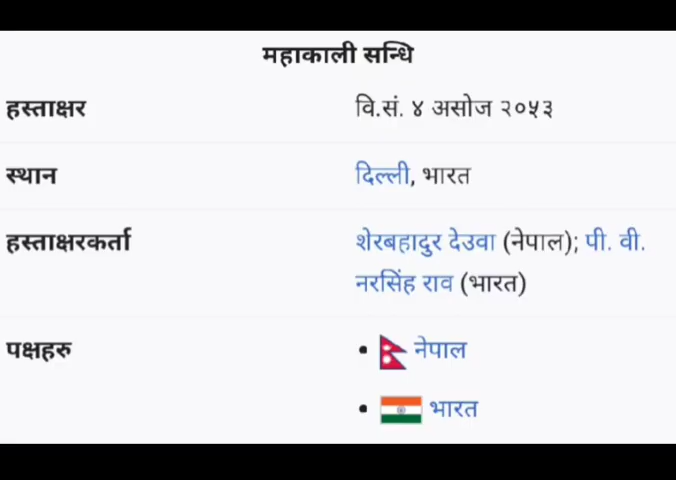 महाकाली सन्धि
हस्ताक्षर वि.सं. ४ असोज २०५३
स्थान दिल्ली, भारत
हस्ताक्षरकर्ता शेरबहादुर देउवा (नेपाल); पी. वी.
नरसिंह राव (भारत)
पक्षहरु • नेपाल
• भारत